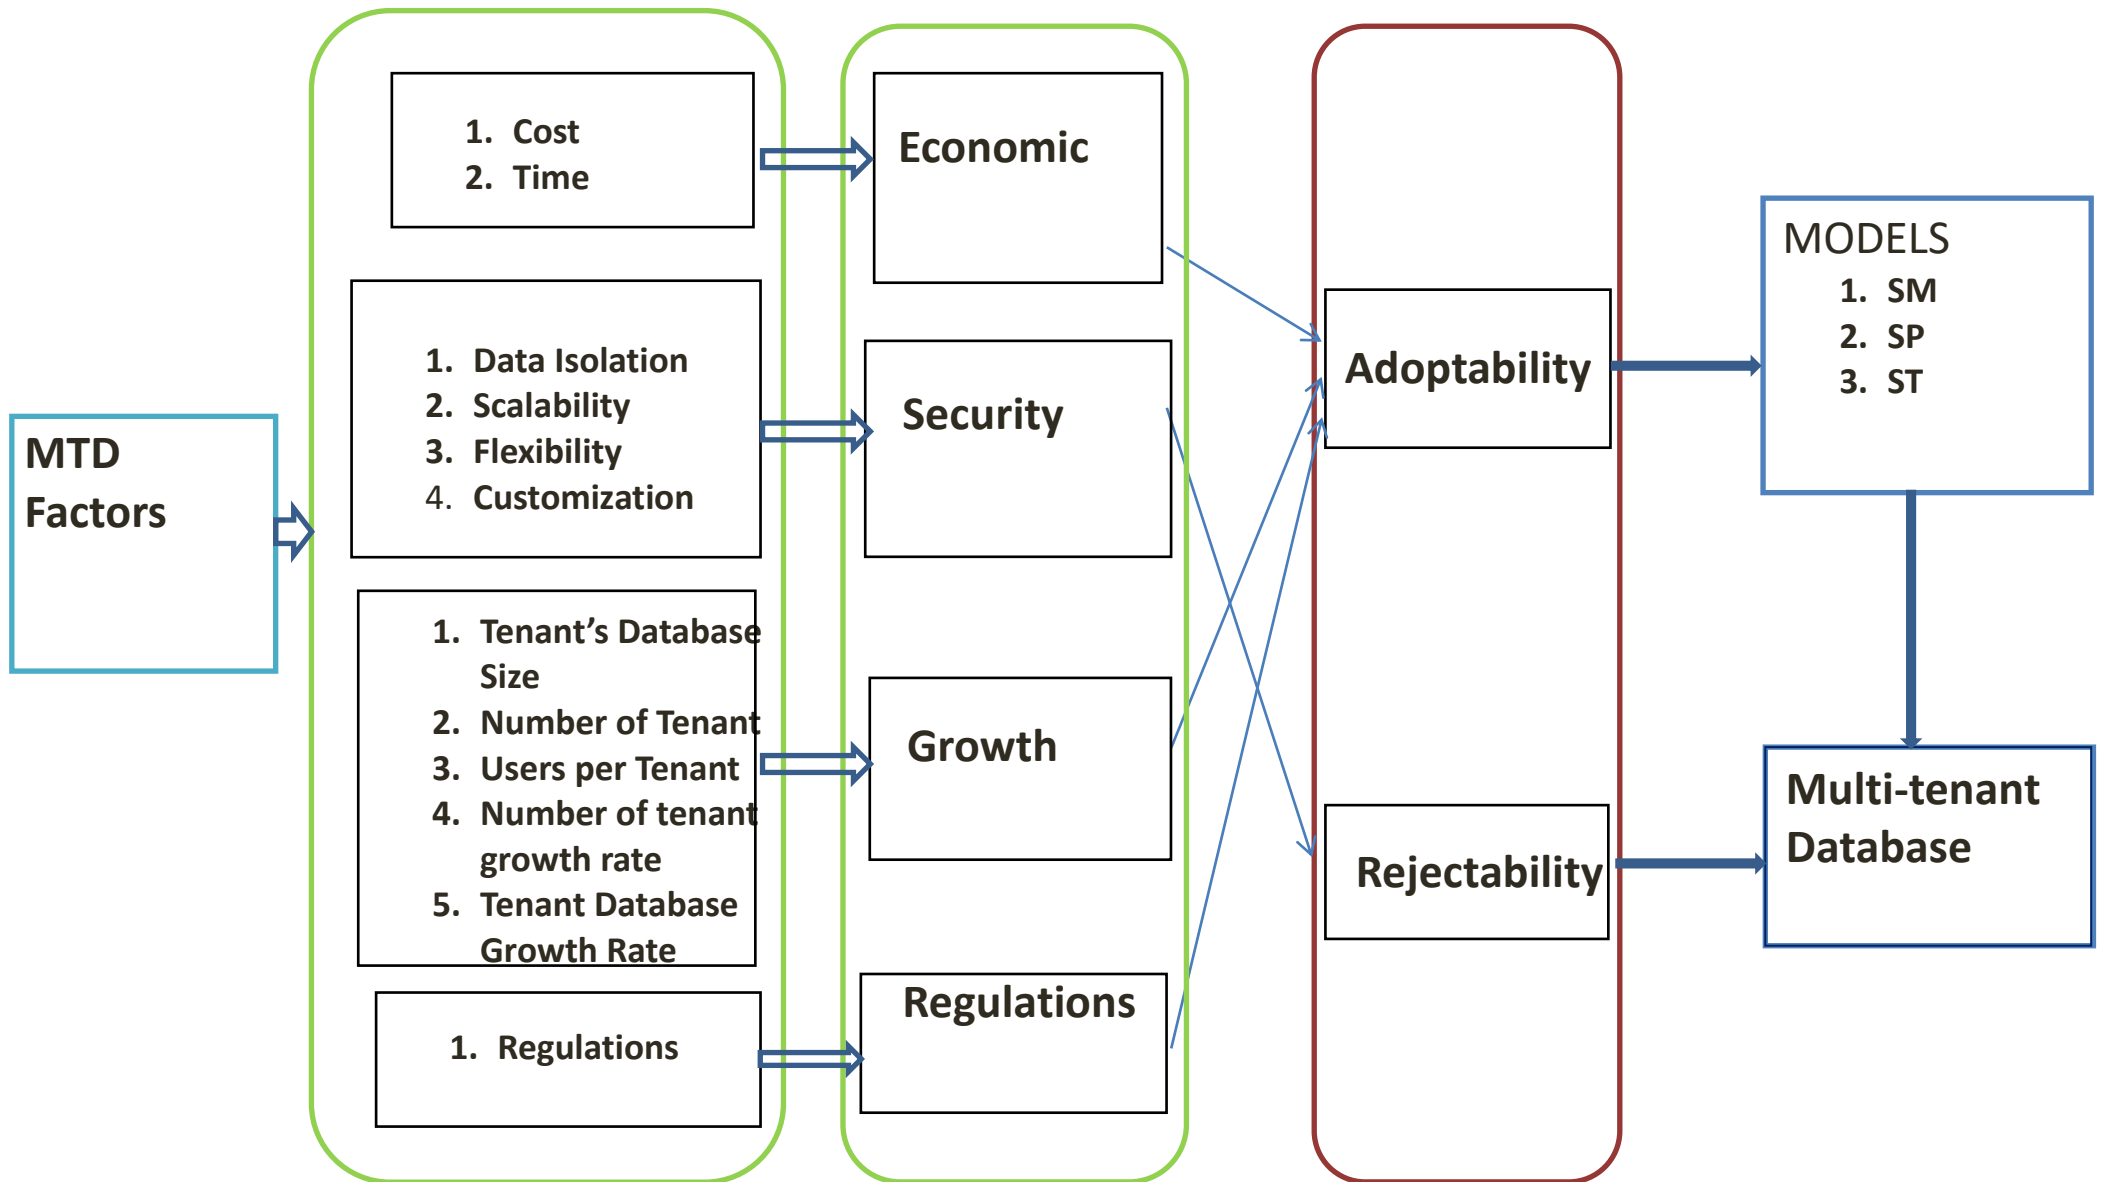 MTD
Factors
1. Cost
2. Time
1. Data Isolation
2. Scalability
3. Flexibility
4. Customization
1. Tenant’s Database
Size
2. Number of Tenant
3. Users per Tenant
4. Number of tenant
growth rate
5. Tenant Database
Growth Rate
1. Regulations
Economic
Security
Growth
Regulations
Adoptability
Rejectability
MODELS
1. SM
2. SP
3. ST
Multi-tenant
Database